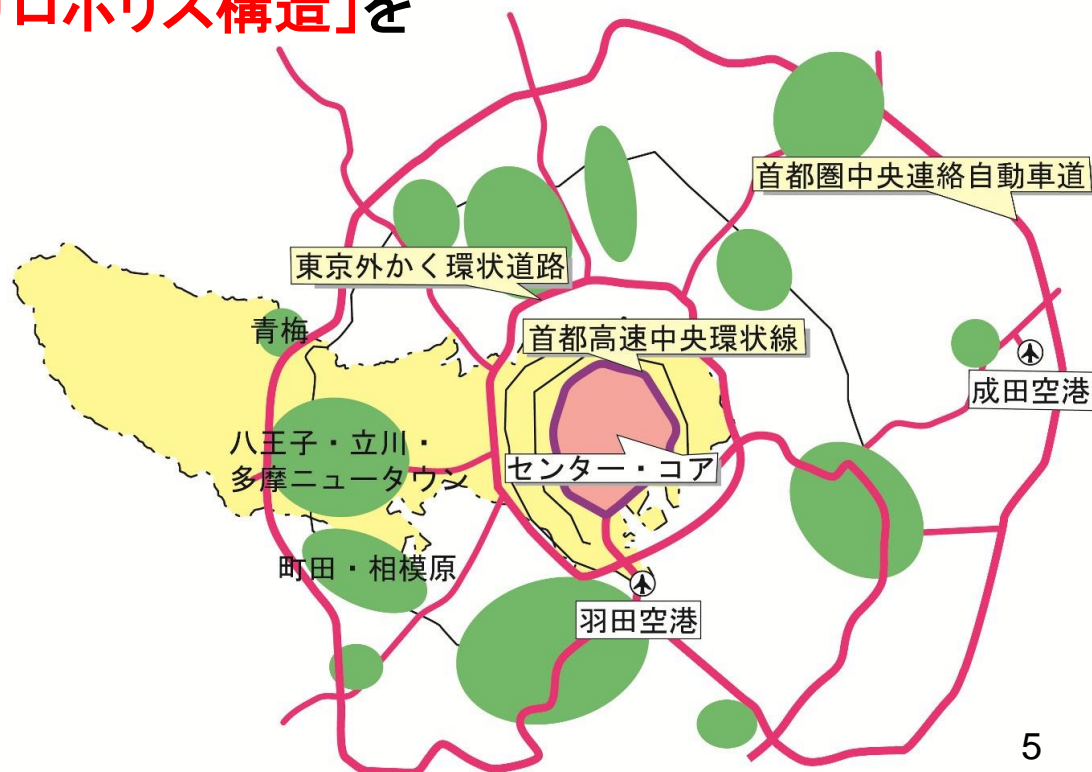 リロポリス構造」を
首都圏中央連絡自動車道
東京外かく環状道路
青梅
首都高速中央環状線
成田空港
八王子・立川・
多摩ニュータウン
センター・コア
町田・相模原
羽田空港
5